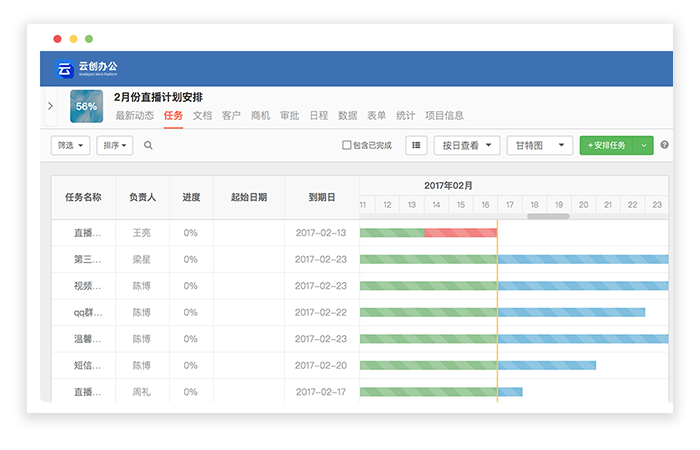 云创办公
Intelligent Work Platform
56%
2月份直播计划安排
最新动态 任务 文档 客户 商机 审批 日程 数据 表单 统计 项目信息
筛选 排序 包含已完成 按日查看 甘特图 +安排任务 ?
任务名称 负责人 进度 起始日期 到期日 2017年02月
11 12 13 14 15 16 17 18 19 20 21 22 23
直播... 王亮 0% 2017-02-13
第三... 梁星 0% 2017-02-23
视频... 陈博 0% 2017-02-23
qq群... 陈博 0% 2017-02-22
温馨... 陈博 0% 2017-02-23
短信... 陈博 0% 2017-02-20
直播... 周礼 0% 2017-02-17